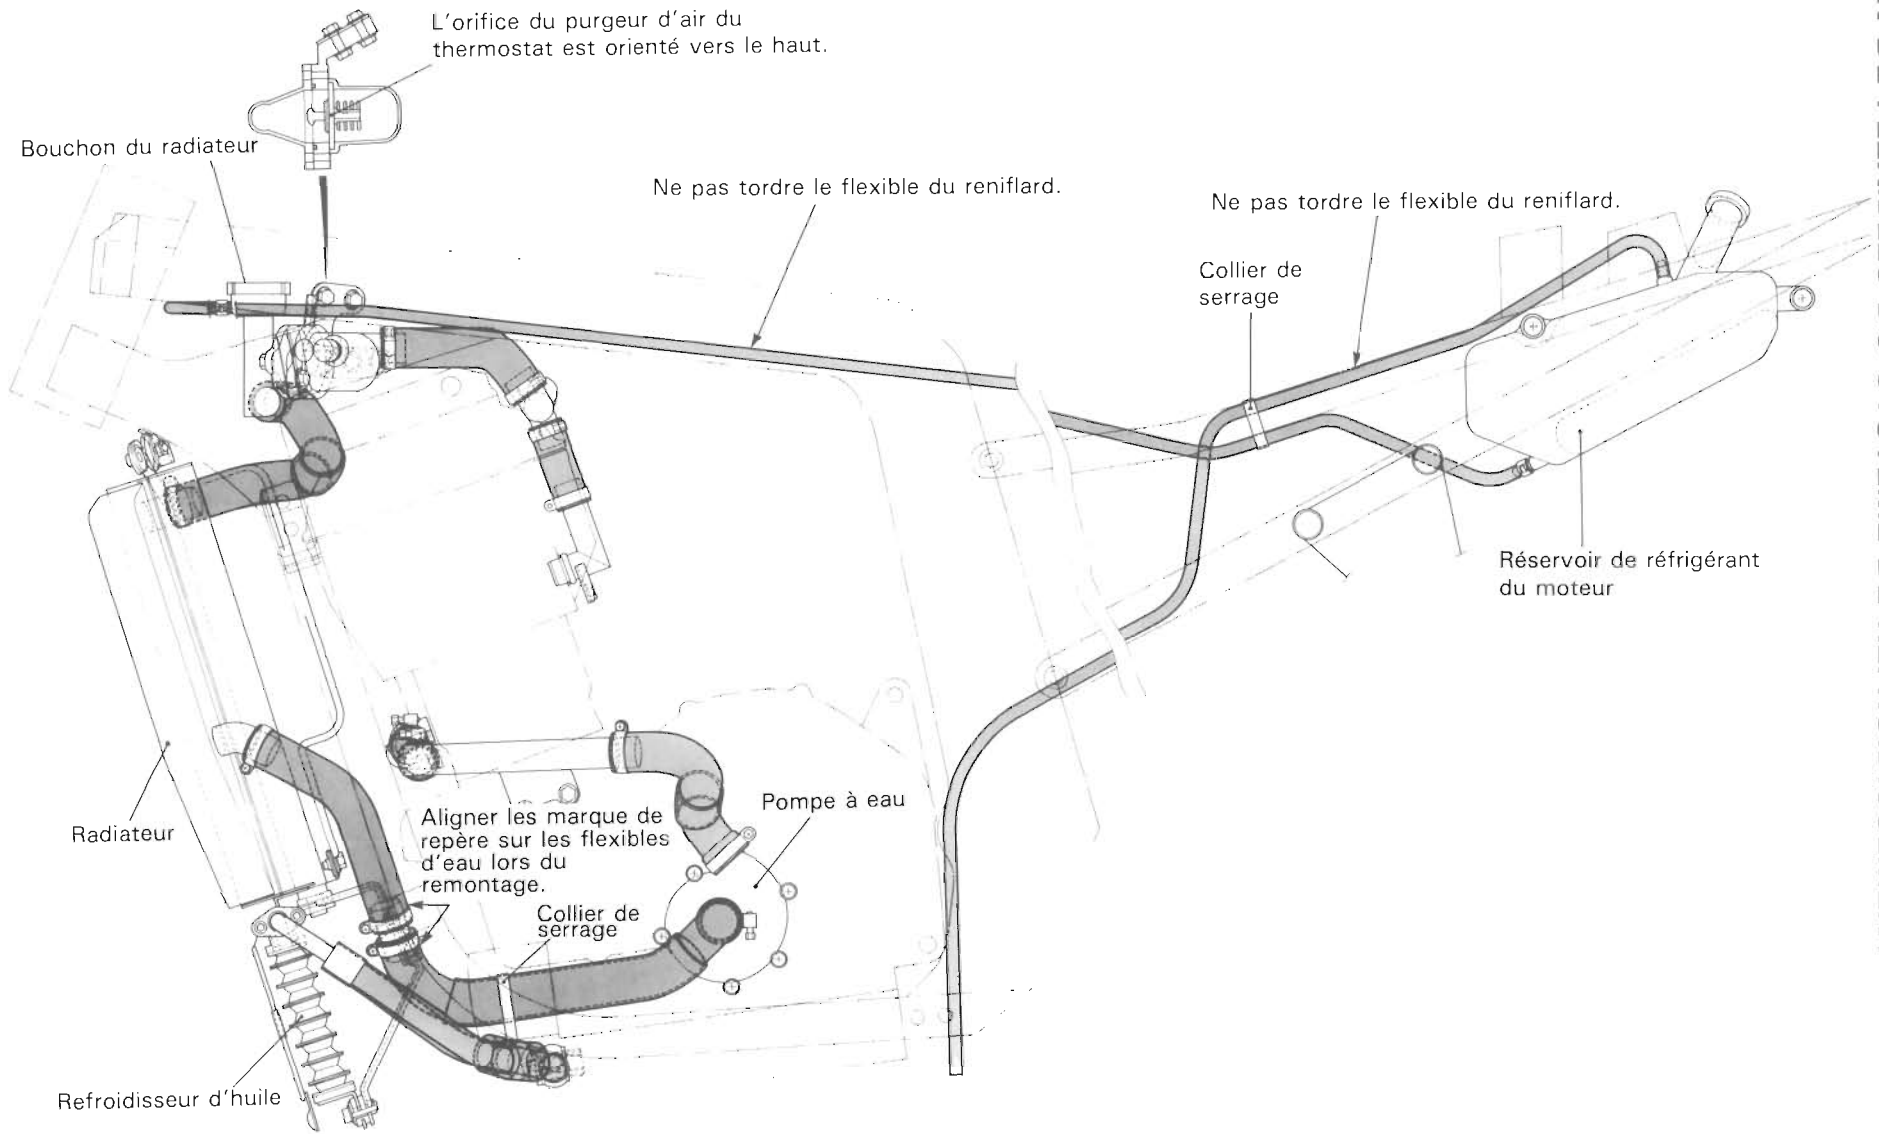 L'orifice du purgeur d'air du
thermostat est orienté vers le haut.
Bouchon du radiateur
Ne pas tordre le flexible du reniflard.
Ne pas tordre le flexible du reniflard.
Collier de
serrage
Réservoir de réfrigérant
du moteur
Radiateur
Aligner les marque de
repère sur les flexibles
d'eau lors du
remontage.
Pompe à eau
Collier de
serrage
Refroidisseur d'huile